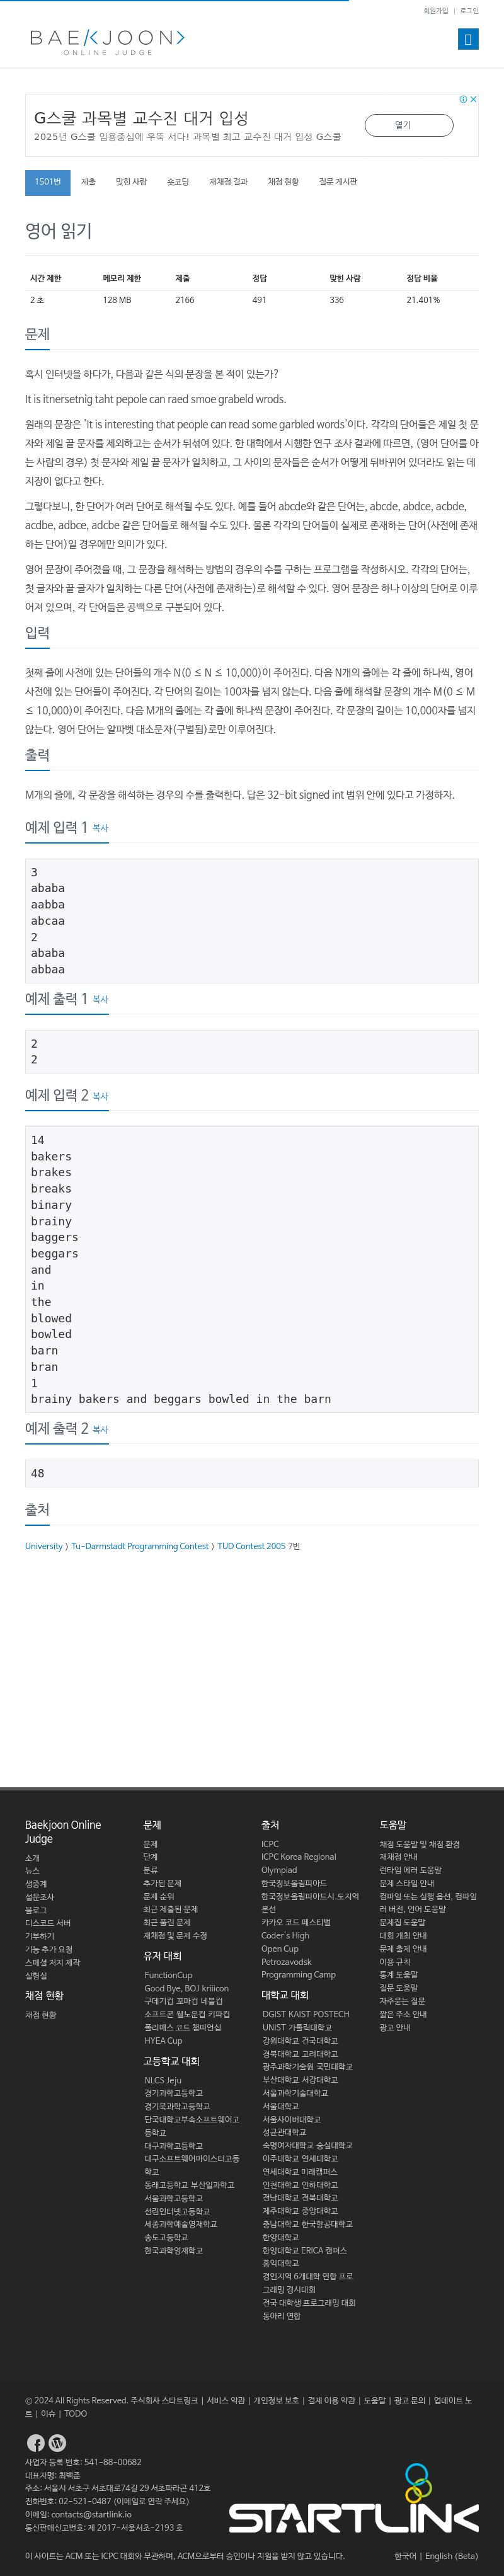 회원가입 | 로그인
BAE/KJOON>
ONLINE JUDGE
G스쿨 과목별 교수진 대거 입성
2025년 G스쿨 임용중심에 우뚝 서다! 과목별 최고 교수진 대거 입성 G스쿨
열기
1501번 제출 맞힌 사람 숏코딩 재채점 결과 채점 현황 질문 게시판
영어 읽기
시간 제한 메모리 제한 제출 정답 맞힌 사람 정답 비율
2 초 128 MB 2166 491 336 21.401%
문제
혹시 인터넷을 하다가, 다음과 같은 식의 문장을 본 적이 있는가?
It is itnersetnig taht pepole can raed smoe grabeld wrods.
원래의 문장은 'It is interesting that people can read some garbled words'이다. 각각의 단어들은 제일 첫 문
자와 제일 끝 문자를 제외하고는 순서가 뒤섞여 있다. 한 대학에서 시행한 연구 조사 결과에 따르면, (영어 단어를 아
는 사람의 경우) 첫 문자와 제일 끝 문자가 일치하고, 그 사이의 문자들은 순서가 어떻게 뒤바뀌어 있더라도 읽는 데
지장이 없다고 한다.
그렇다보니, 한 단어가 여러 단어로 해석될 수도 있다. 예를 들어 abcde와 같은 단어는, abcde, abdce, acbde,
acdbe, adbce, adcbe 같은 단어들로 해석될 수도 있다. 물론 각각의 단어들이 실제로 존재하는 단어(사전에 존재
하는 단어)일 경우에만 의미가 있다.
영어 문장이 주어졌을 때, 그 문장을 해석하는 방법의 경우의 수를 구하는 프로그램을 작성하시오. 각각의 단어는,
첫 글자와 끝 글자가 일치하는 다른 단어(사전에 존재하는)로 해석할 수 있다. 영어 문장은 하나 이상의 단어로 이루
어져 있으며, 각 단어들은 공백으로 구분되어 있다.
입력
첫째 줄에 사전에 있는 단어들의 개수 N(0 ≤ N ≤ 10,000)이 주어진다. 다음 N개의 줄에는 각 줄에 하나씩, 영어
사전에 있는 단어들이 주어진다. 각 단어의 길이는 100자를 넘지 않는다. 다음 줄에 해석할 문장의 개수 M(0 ≤ M
≤ 10,000)이 주어진다. 다음 M개의 줄에는 각 줄에 하나씩 문장이 주어진다. 각 문장의 길이는 10,000자를 넘지
않는다. 영어 단어는 알파벳 대소문자(구별됨)로만 이루어진다.
출력
M개의 줄에, 각 문장을 해석하는 경우의 수를 출력한다. 답은 32-bit signed int 범위 안에 있다고 가정하자.
예제 입력 1 복사
3
ababa
aabba
abcaa
2
ababa
abbaa
예제 출력 1 복사
2
2
예제 입력 2 복사
14
bakers
brakes
breaks
binary
brainy
baggers
beggars
and
in
the
blowed
bowled
barn
bran
1
brainy bakers and beggars bowled in the barn
예제 출력 2 복사
48
출처
University > Tu-Darmstadt Programming Contest > TUD Contest 2005 7번
Baekjoon Online
Judge
소개
뉴스
생중계
설문조사
블로그
디스코드 서버
기부하기
기능 추가 요청
스페셜 저지 제작
실험실
채점 현황
채점 현황
문제
문제
단계
분류
추가된 문제
문제 순위
최근 제출된 문제
최근 풀린 문제
재채점 및 문제 수정
유저 대회
FunctionCup
Good Bye, BOJ kriiicon
구데기컵 꼬마컵 네블컵
소프트콘 웰노운컵 키파컵
폴리매스 코드 챔피언십
HYEA Cup
고등학교 대회
NLCS Jeju
경기과학고등학교
경기북과학고등학교
단국대학교부속소프트웨어고
등학교
대구과학고등학교
대구소프트웨어마이스터고등
학교
동래고등학교 부산일과학고
서울과학고등학교
선린인터넷고등학교
세종과학예술영재학교
송도고등학교
한국과학영재학교
출처
ICPC
ICPC Korea Regional
Olympiad
한국정보올림피아드
한국정보올림피아드시.도지역
본선
카카오 코드 페스티벌
Coder's High
Open Cup
Petrozavodsk
Programming Camp
대학교 대회
DGIST KAIST POSTECH
UNIST 가톨릭대학교
강원대학교 건국대학교
경북대학교 고려대학교
광주과학기술원 국민대학교
부산대학교 서강대학교
서울과학기술대학교
서울대학교
서울사이버대학교
성균관대학교
숙명여자대학교 숭실대학교
아주대학교 연세대학교
연세대학교 미래캠퍼스
인천대학교 인하대학교
전남대학교 전북대학교
제주대학교 중앙대학교
충남대학교 한국항공대학교
한양대학교
한양대학교 ERICA 캠퍼스
홍익대학교
경인지역 6개대학 연합 프로
그래밍 경시대회
전국 대학생 프로그래밍 대회
동아리 연합
도움말
채점 도움말 및 채점 환경
재채점 안내
런타임 에러 도움말
문제 스타일 안내
컴파일 또는 실행 옵션, 컴파일
러 버전, 언어 도움말
문제집 도움말
대회 개최 안내
문제 출제 안내
이용 규칙
통계 도움말
질문 도움말
자주묻는 질문
짧은 주소 안내
광고 안내
© 2024 All Rights Reserved. 주식회사 스타트링크 | 서비스 약관 | 개인정보 보호 | 결제 이용 약관 | 도움말 | 광고 문의 | 업데이트 노
트 | 이슈 | TODO
사업자 등록 번호: 541-88-00682
대표자명: 최백준
주소: 서울시 서초구 서초대로74길 29 서초파라곤 412호
전화번호: 02-521-0487 (이메일로 연락 주세요)
이메일: contacts@startlink.io
통신판매신고번호: 제 2017-서울서초-2193 호
STARTLINK
이 사이트는 ACM 또는 ICPC 대회와 무관하며, ACM으로부터 승인이나 지원을 받지 않고 있습니다. 한국어 | English (Beta)